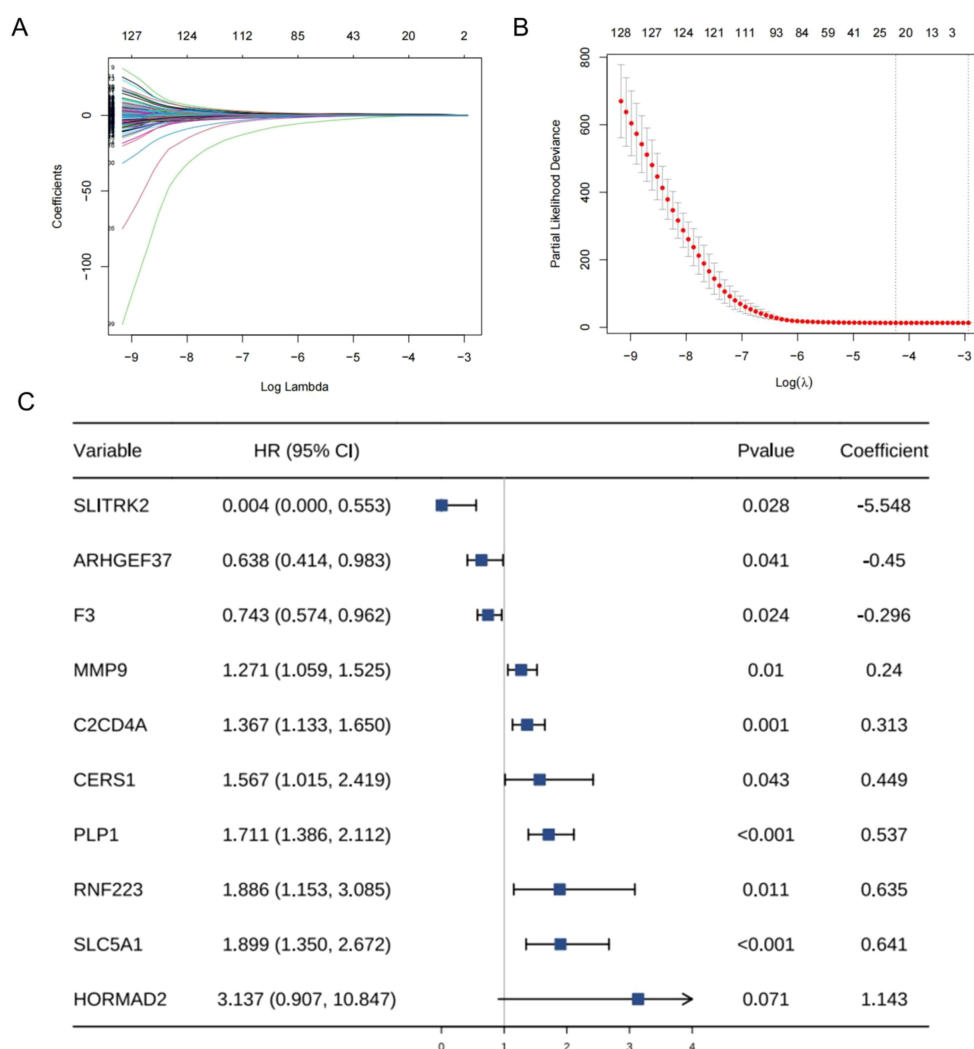 A
127 124 112 85 43 20 2
Coefficients
0
−50
−100
−9 −8 −7 −6 −5 −4 −3
Log Lambda
B
128 127 124 121 111 93 84 59 41 25 20 13 3
Partial Likelihood Deviance
800
600
400
200
0
−9 −8 −7 −6 −5 −4 −3
Log(λ)
C
Variable HR (95% CI) Pvalue Coefficient
SLITRK2 0.004 (0.000, 0.553) 0.028 -5.548
ARHGEF37 0.638 (0.414, 0.983) 0.041 -0.45
F3 0.743 (0.574, 0.962) 0.024 -0.296
MMP9 1.271 (1.059, 1.525) 0.01 0.24
C2CD4A 1.367 (1.133, 1.650) 0.001 0.313
CERS1 1.567 (1.015, 2.419) 0.043 0.449
PLP1 1.711 (1.386, 2.112) <0.001 0.537
RNF223 1.886 (1.153, 3.085) 0.011 0.635
SLC5A1 1.899 (1.350, 2.672) <0.001 0.641
HORMAD2 3.137 (0.907, 10.847) 0.071 1.143
0 1 2 3 4